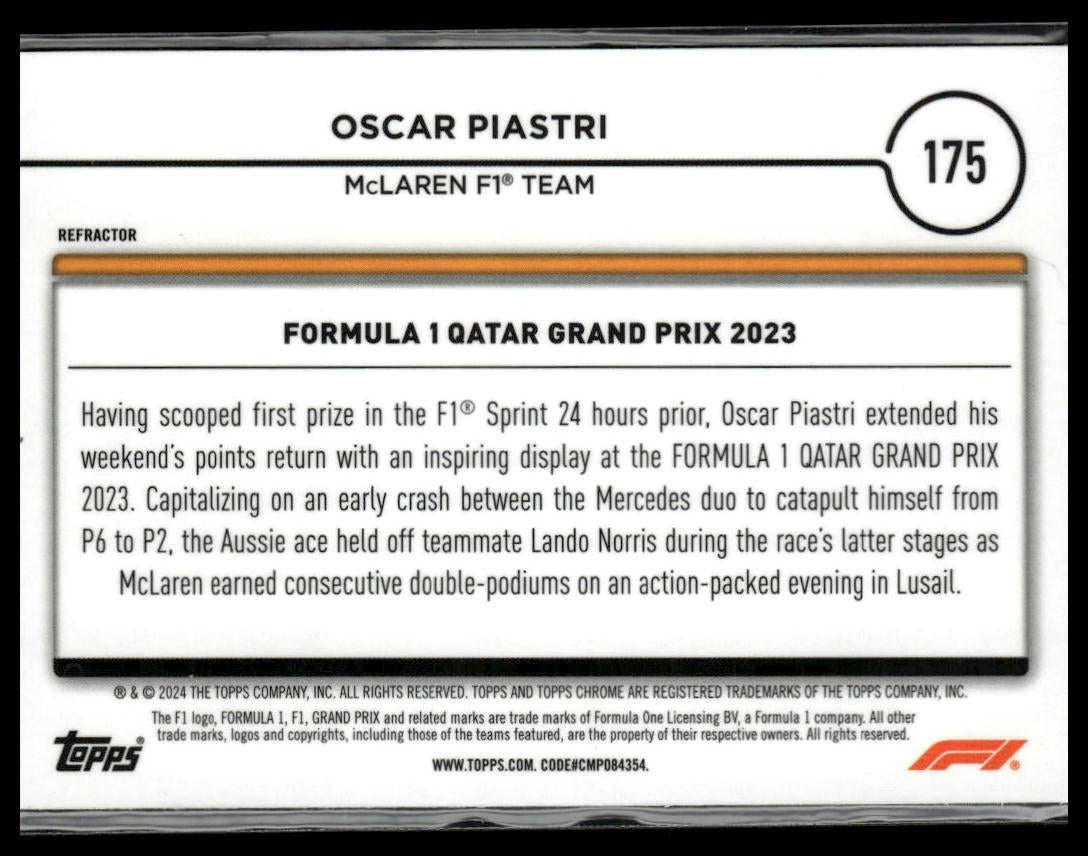 OSCAR PIASTRI
175
McLAREN F1® TEAM
REFRACTOR
FORMULA 1 QATAR GRAND PRIX 2023
Having scooped first prize in the F1® Sprint 24 hours prior, Oscar Piastri extended his
weekend's points return with an inspiring display at the FORMULA 1 QATAR GRAND PRIX
2023. Capitalizing on an early crash between the Mercedes duo to catapult himself from
P6 to P2, the Aussie ace held off teammate Lando Norris during the race's latter stages as
McLaren earned consecutive double-podiums on an action-packed evening in Lusail.
® & © 2024 THE TOPPS COMPANY, INC. ALL RIGHTS RESERVED. TOPPS AND TOPPS CHROME ARE REGISTERED TRADEMARKS OF THE TOPPS COMPANY, INC.
The F1 logo, FORMULA 1, F1, GRAND PRIX and related marks are trade marks of Formula One Licensing BV, a Formula 1 company. All other
trade marks, logos and copyrights, including those of the teams featured, are the property of their respective owners. All rights reserved.
topps®
WWW.TOPPS.COM. CODE#CMP084354.
F1®